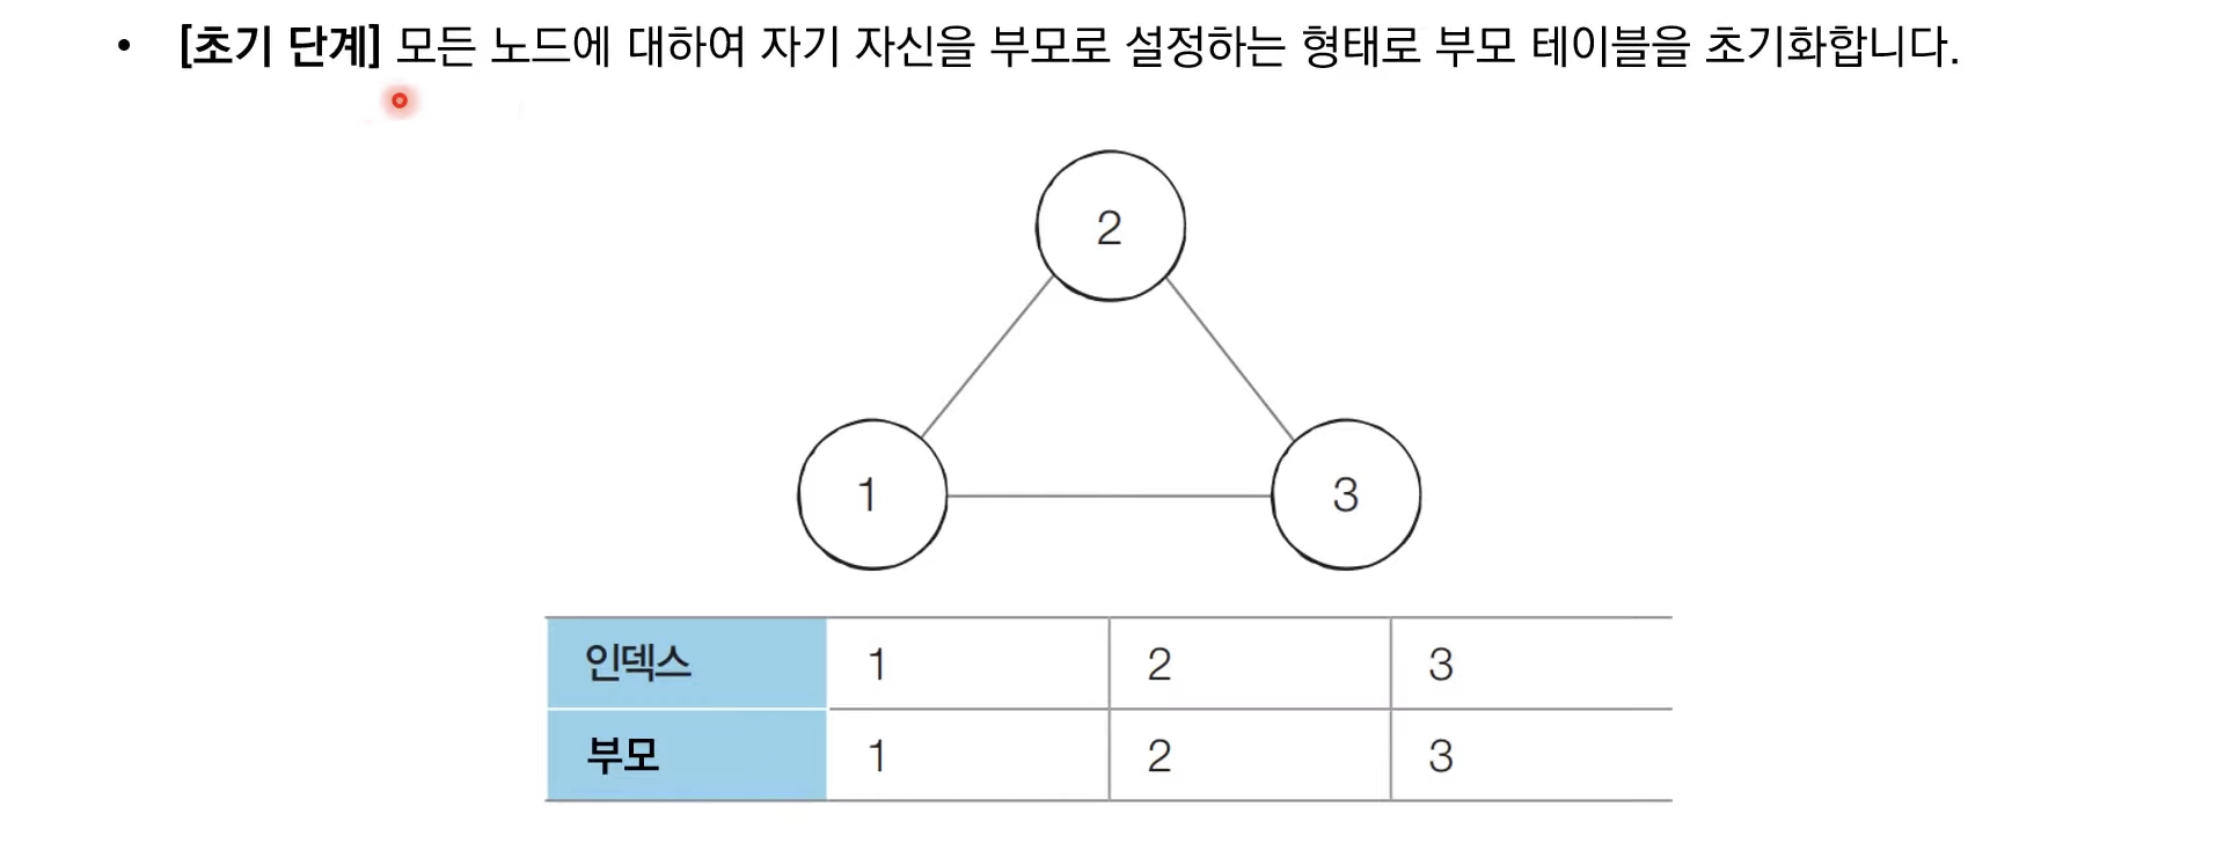 • [초기 단계] 모든 노드에 대하여 자기 자신을 부모로 설정하는 형태로 부모 테이블을 초기화합니다.
2
1 3
인덱스 1 2 3
부모 1 2 3